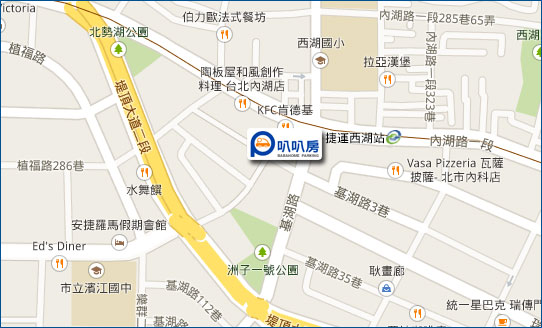 Victoria
伯力歐法式餐坊
內湖路一段285巷65弄
北勢湖公園
西湖國小
植福路
拉亞漢堡
西湖
陶板屋和風創作
料理-台北內湖店
內湖路一段323巷
堤頂大道二段
KFC肯德基
叭叭房
BABAHOME PARKING
捷運西湖站
內湖路一段
植福路286巷
Vasa Pizzeria 瓦薩
披薩- 北市內科店
水舞饌
基湖路3巷
基湖路
安捷羅馬假期會館
Ed's Diner
洲子一號公園
基湖路35巷
耿畫廊
市立濱江國中
基湖路112巷
樂群二
堤頂大
統一星巴克 瑞傳門